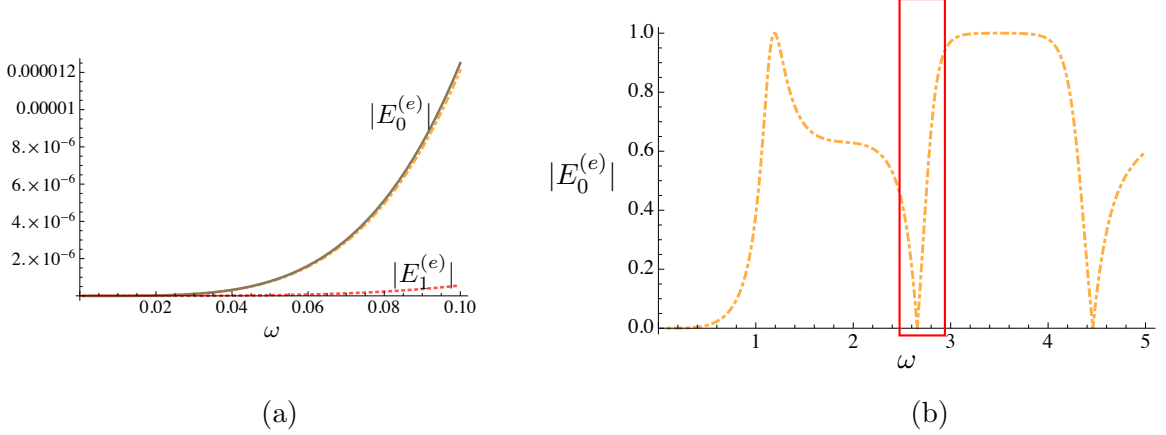 0.000012
0.00001
8.×10⁻⁶
6.×10⁻⁶
4.×10⁻⁶
2.×10⁻⁶
|E₀⁽ᵉ⁾|
|E₁⁽ᵉ⁾|
0.02 0.04 0.06 0.08 0.10
ω
(a)
1.0
0.8
0.6
0.4
0.2
0.0
|E₀⁽ᵉ⁾|
1 2 3 4 5
ω
(b)